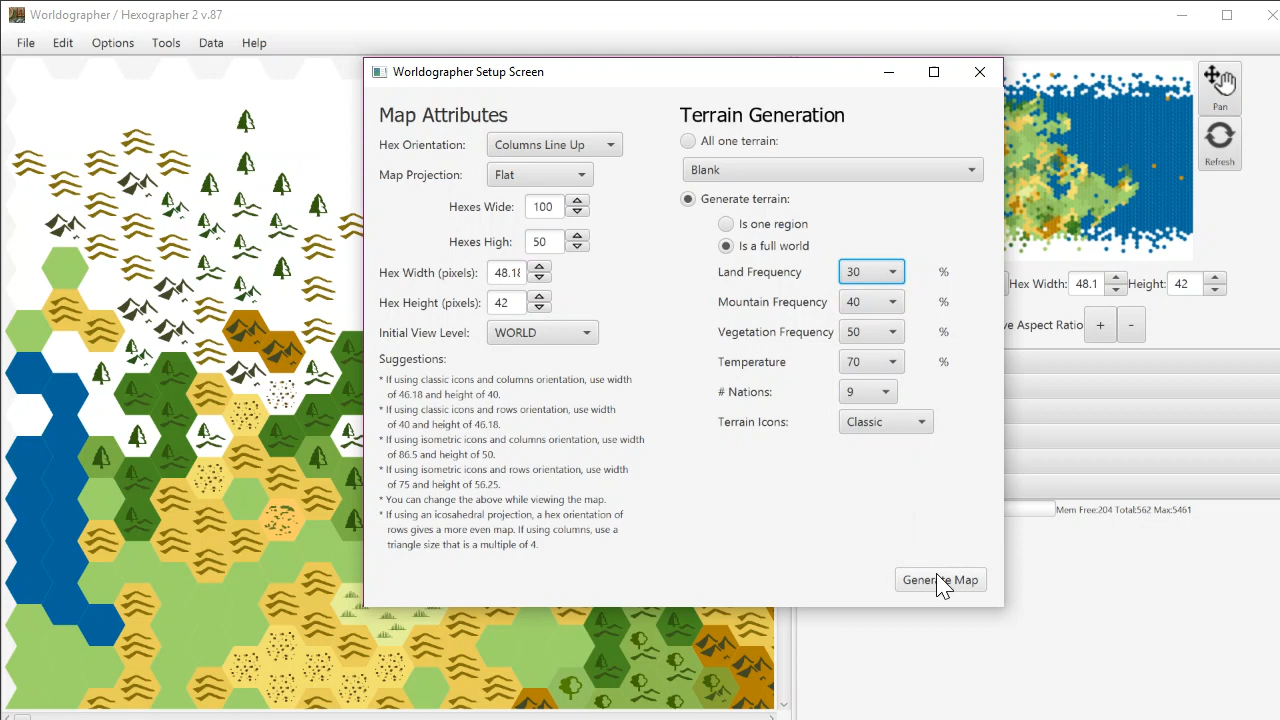 Worldographer / Hexographer 2 v.87
File Edit Options Tools Data Help
Worldographer Setup Screen
Map Attributes
Hex Orientation: Columns Line Up
Map Projection: Flat
Hexes Wide: 100
Hexes High: 50
Hex Width (pixels): 48.18
Hex Height (pixels): 42
Initial View Level: WORLD
Suggestions:
* If using classic icons and columns orientation, use width
of 46.18 and height of 40.
* If using classic icons and rows orientation, use width
of 40 and height of 46.18.
* If using isometric icons and columns orientation, use width
of 86.5 and height of 50.
* If using isometric icons and rows orientation, use width
of 75 and height of 56.25.
* You can change the above while viewing the map.
* If using an icosahedral projection, a hex orientation of
rows gives a more even map. If using columns, use a
triangle size that is a multiple of 4.
Terrain Generation
All one terrain:
Blank
Generate terrain:
Is one region
Is a full world
Land Frequency 30 %
Mountain Frequency 40 %
Vegetation Frequency 50 %
Temperature 70 %
# Nations: 9
Terrain Icons: Classic
Generate Map
Pan
Refresh
Hex Width: 48.1 Height: 42
ve Aspect Ratio + -
Mem Free:204 Total:562 Max:5461